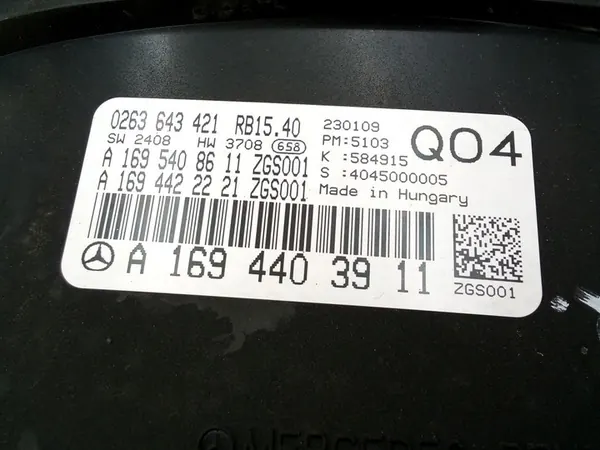 0263 643 421 RB15.40
SW 2408 HW 3708 658
A 169 540 86 11 ZGS001
A 169 442 22 21 ZGS001
230109
PM:5103
K :584915
S :4045000005
Made in Hungary
Q04
A 169 440 39 11
ZGS001
MERCEDES